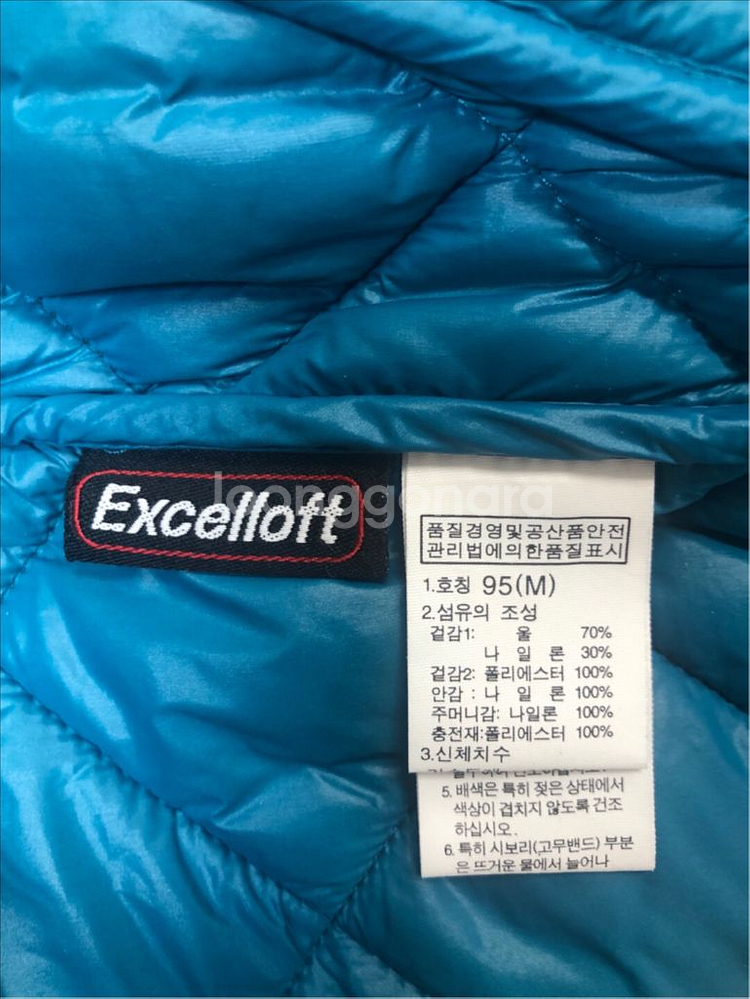 Excelloft
joonggonara
품질경영및공산품안전
관리법에의한품질표시
1.호칭 95(M)
2.섬유의 조성
겉감1: 울 70%
나 일 론 30%
겉감2: 폴리에스터 100%
안감 : 나 일 론 100%
주머니감: 나일론 100%
충전재:폴리에스터 100%
3.신체치수
5. 배색은 특히 젖은 상태에서
색상이 겹치지 않도록 건조
하십시오.
6. 특히 시보리(고무밴드) 부분
은 뜨거운 물에서 늘어나